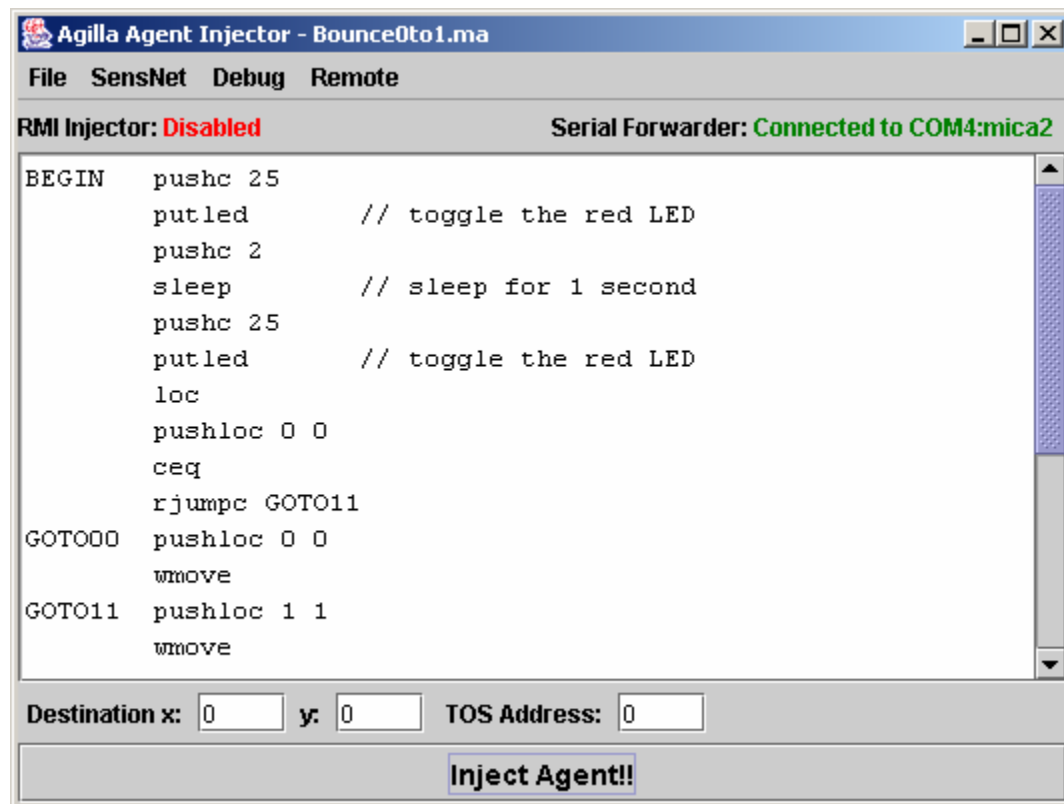 Agilla Agent Injector - Bounce0to1.ma
File SensNet Debug Remote
RMI Injector: Disabled Serial Forwarder: Connected to COM4:mica2
BEGIN pushc 25
putled // toggle the red LED
pushc 2
sleep // sleep for 1 second
pushc 25
putled // toggle the red LED
loc
pushloc 0 0
ceq
rjumpc GOTO11
GOTO00 pushloc 0 0
wmove
GOTO11 pushloc 1 1
wmove
Destination x: 0 y: 0 TOS Address: 0
Inject Agent!!